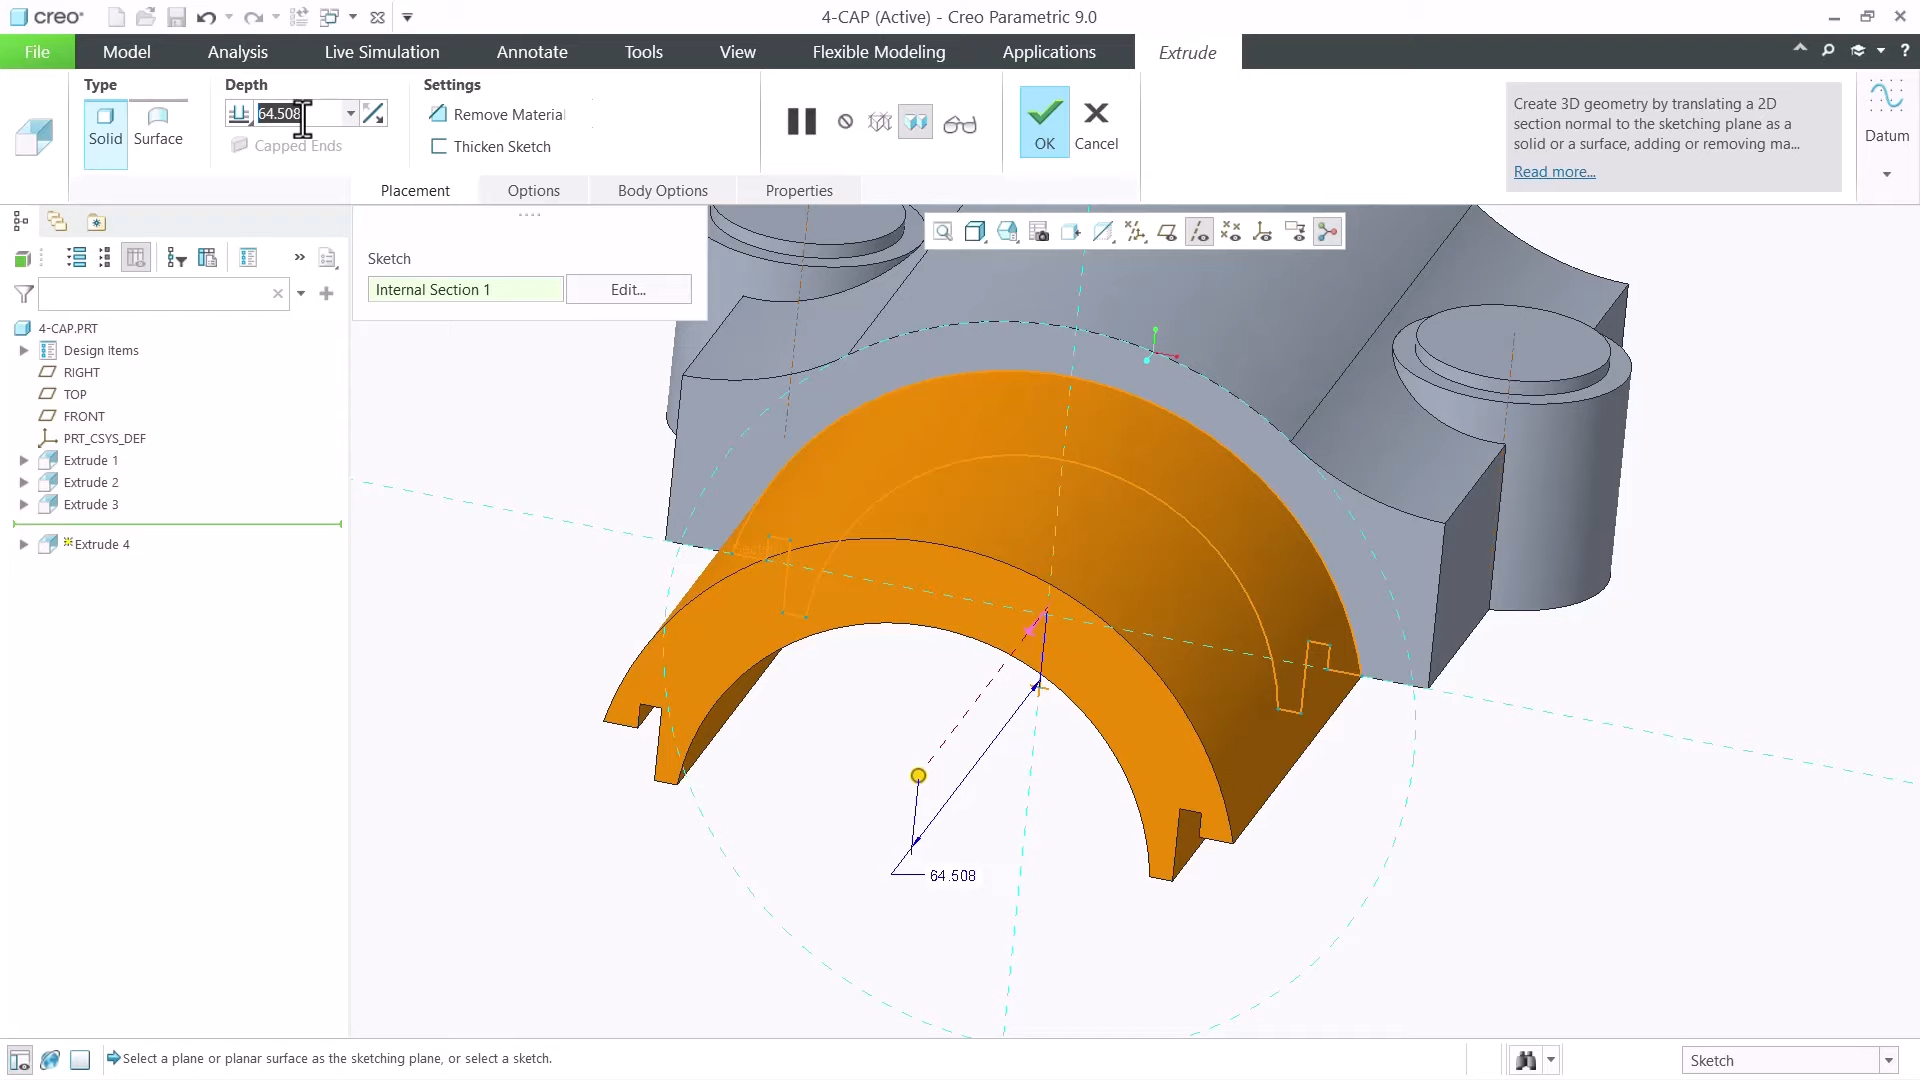 creo®
4-CAP (Active) - Creo Parametric 9.0
File
Model
Analysis
Live Simulation
Annotate
Tools
View
Flexible Modeling
Applications
Extrude
?
Type
Depth
Settings
64.508
Remove Material
Solid
Surface
Capped Ends
Thicken Sketch
OK
Cancel
Create 3D geometry by translating a 2D
section normal to the sketching plane as a
solid or a surface, adding or removing ma...
Read more...
Datum
Placement
Options
Body Options
Properties
Sketch
Internal Section 1
Edit...
4-CAP.PRT
Design Items
RIGHT
TOP
FRONT
PRT_CSYS_DEF
Extrude 1
Extrude 2
Extrude 3
Extrude 4
64.508
Select a plane or planar surface as the sketching plane, or select a sketch.
Sketch